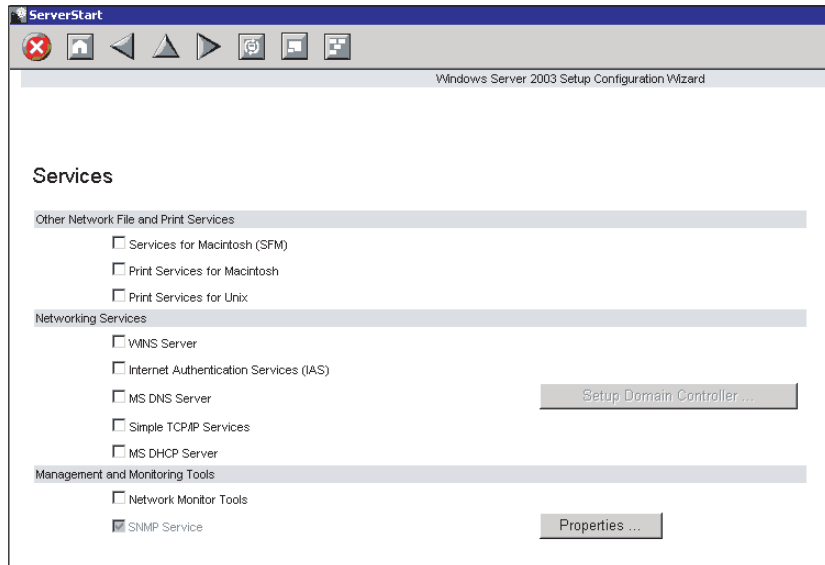 ServerStart
Windows Server 2003 Setup Configuration Wizard
Services
Other Network File and Print Services
Services for Macintosh (SFM)
Print Services for Macintosh
Print Services for Unix
Networking Services
WINS Server
Internet Authentication Services (IAS)
MS DNS Server
Setup Domain Controller ...
Simple TCP/IP Services
MS DHCP Server
Management and Monitoring Tools
Network Monitor Tools
SNMP Service
Properties ...